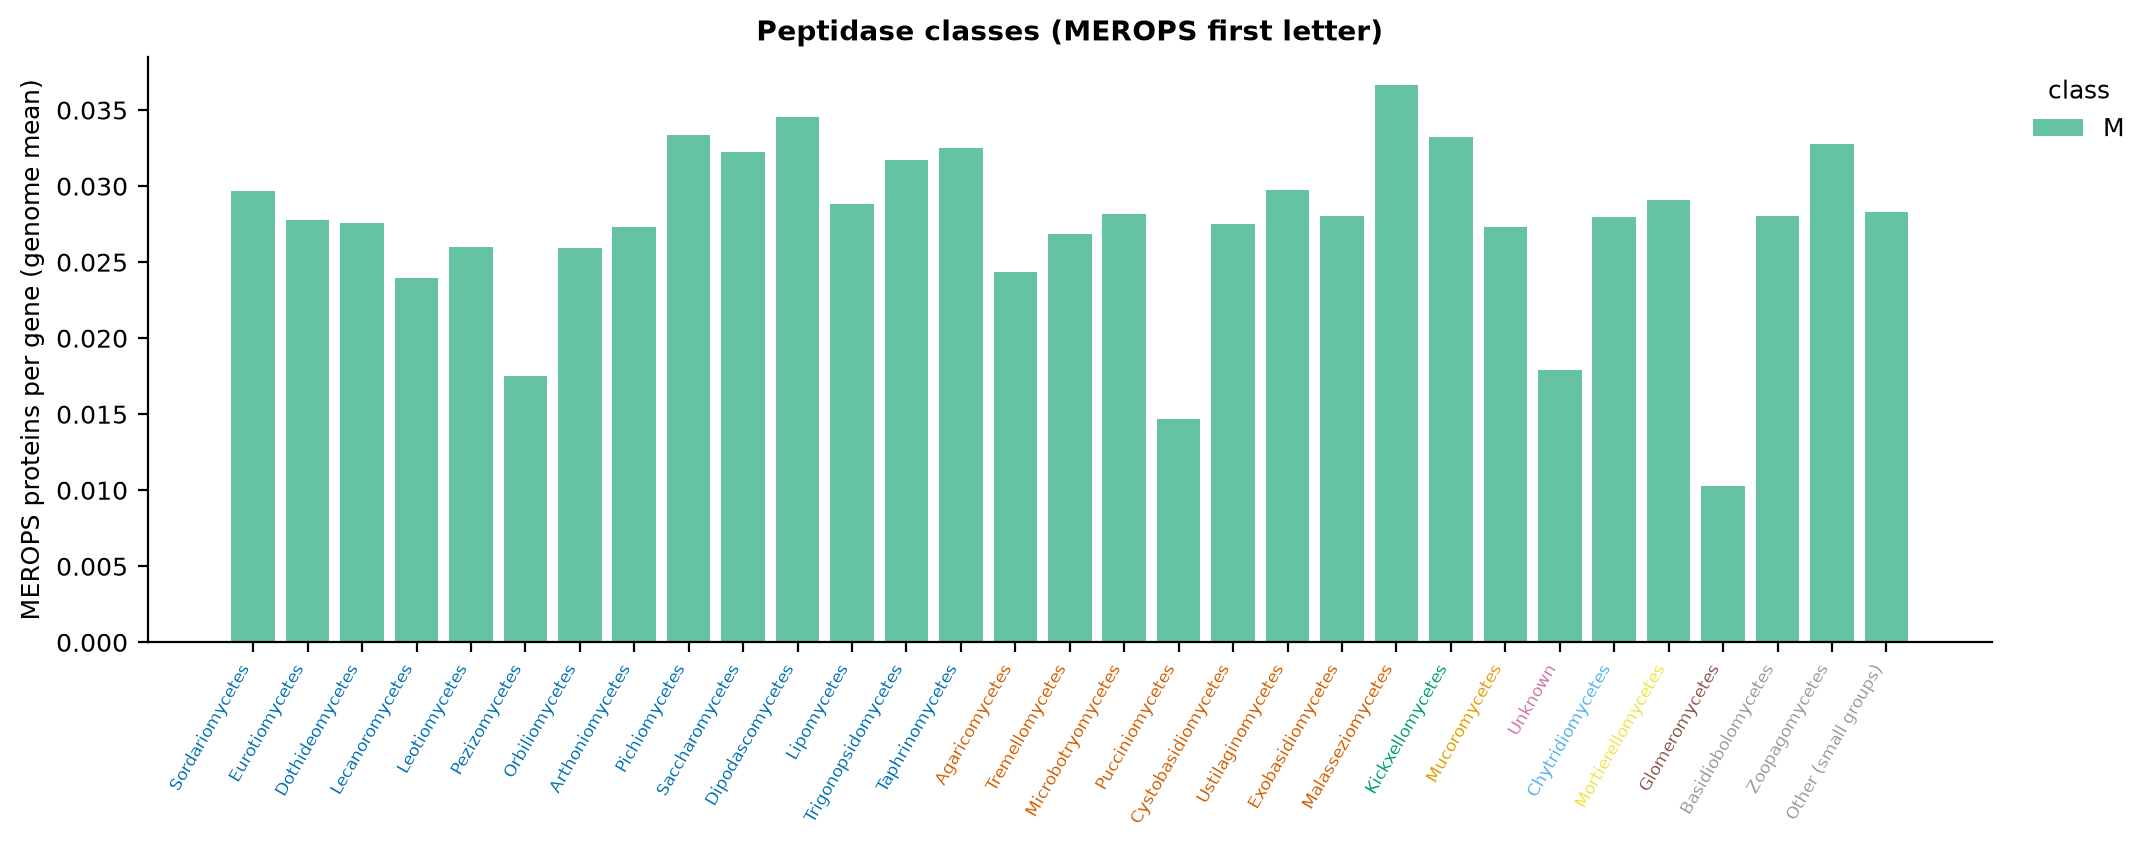 Peptidase classes (MEROPS first letter)
MEROPS proteins per gene (genome mean)
0.035
0.030
0.025
0.020
0.015
0.010
0.005
0.000
class
M
Sordariomycetes
Eurotiomycetes
Dothideomycetes
Lecanoromycetes
Leotiomycetes
Pezizomycetes
Orbiliomycetes
Arthoniomycetes
Pichiomycetes
Saccharomycetes
Dipodascomycetes
Lipomycetes
Trigonopsidomycetes
Taphrinomycetes
Agaricomycetes
Tremellomycetes
Microbotryomycetes
Pucciniomycetes
Cystobasidiomycetes
Ustilaginomycetes
Exobasidiomycetes
Malasseziomycetes
Kickxellomycetes
Mucoromycetes
Unknown
Chytridiomycetes
Mortierellomycetes
Glomeromycetes
Basidiobolomycetes
Zoopagomycetes
Other (small groups)